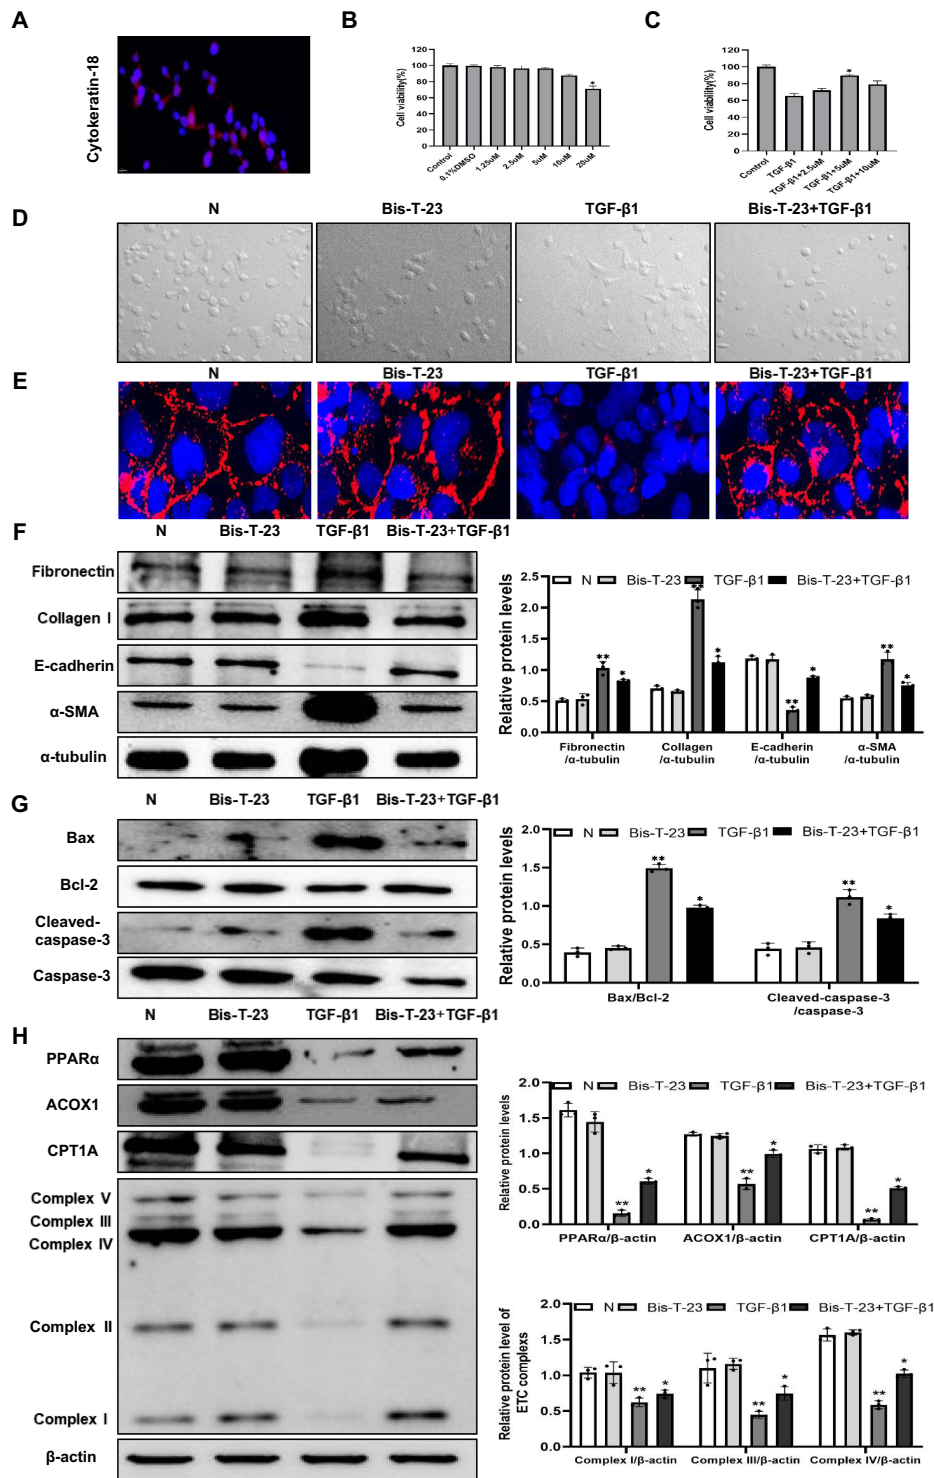 A
Cytokeratin-18
B
Cell viability(%)
120
100
80
60
40
20
0
Control
0.1%DMSO
1.25uM
2.5uM
5uM
10uM
20uM
*
C
Cell viability(%)
120
100
80
60
40
20
0
Control
TGF-β1
TGF-β1+2.5uM
TGF-β1+5uM
TGF-β1+10uM
*
D
N Bis-T-23 TGF-β1 Bis-T-23+TGF-β1
E
N Bis-T-23 TGF-β1 Bis-T-23+TGF-β1
F
N Bis-T-23 TGF-β1 Bis-T-23+TGF-β1
Fibronectin
Collagen I
E-cadherin
α-SMA
α-tubulin
Relative protein levels
N Bis-T-23 TGF-β1 Bis-T-23+TGF-β1
2.5
2.0
1.5
1.0
0.5
0.0
** * ** * ** * ** *
Fibronectin Collagen E-cadherin α-SMA
/α-tubulin /α-tubulin /α-tubulin /α-tubulin
G
N Bis-T-23 TGF-β1 Bis-T-23+TGF-β1
Bax
Bcl-2
Cleaved-
caspase-3
Caspase-3
Relative protein levels
N Bis-T-23 TGF-β1 Bis-T-23+TGF-β1
2.0
1.5
1.0
0.5
0.0
** * ** *
Bax/Bcl-2 Cleaved-caspase-3
/caspase-3
H
N Bis-T-23 TGF-β1 Bis-T-23+TGF-β1
PPARα
ACOX1
CPT1A
Complex V
Complex III
Complex IV
Complex II
Complex I
β-actin
Relative protein levels
N Bis-T-23 TGF-β1 Bis-T-23+TGF-β1
2.0
1.5
1.0
0.5
0.0
** * ** * ** *
PPARα/β-actin ACOX1/β-actin CPT1A/β-actin
Relative protein level of
ETC complexs
N Bis-T-23 TGF-β1 Bis-T-23+TGF-β1
2.0
1.5
1.0
0.5
0.0
** * ** * ** *
Complex I/β-actin Complex III/β-actin Complex IV/β-actin